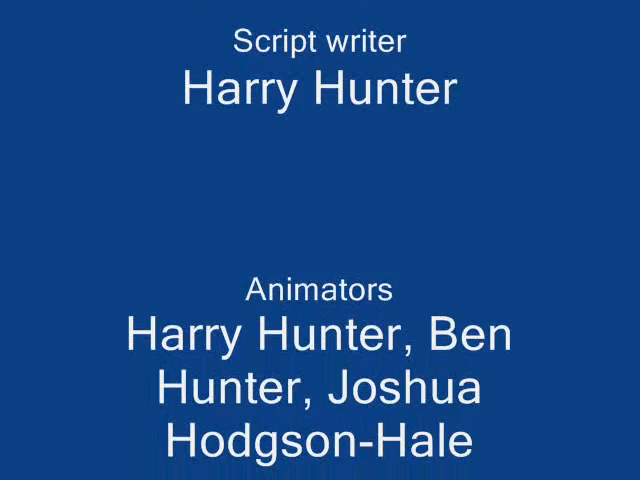 Script writer
Harry Hunter
Animators
Harry Hunter, Ben
Hunter, Joshua
Hodgson-Hale